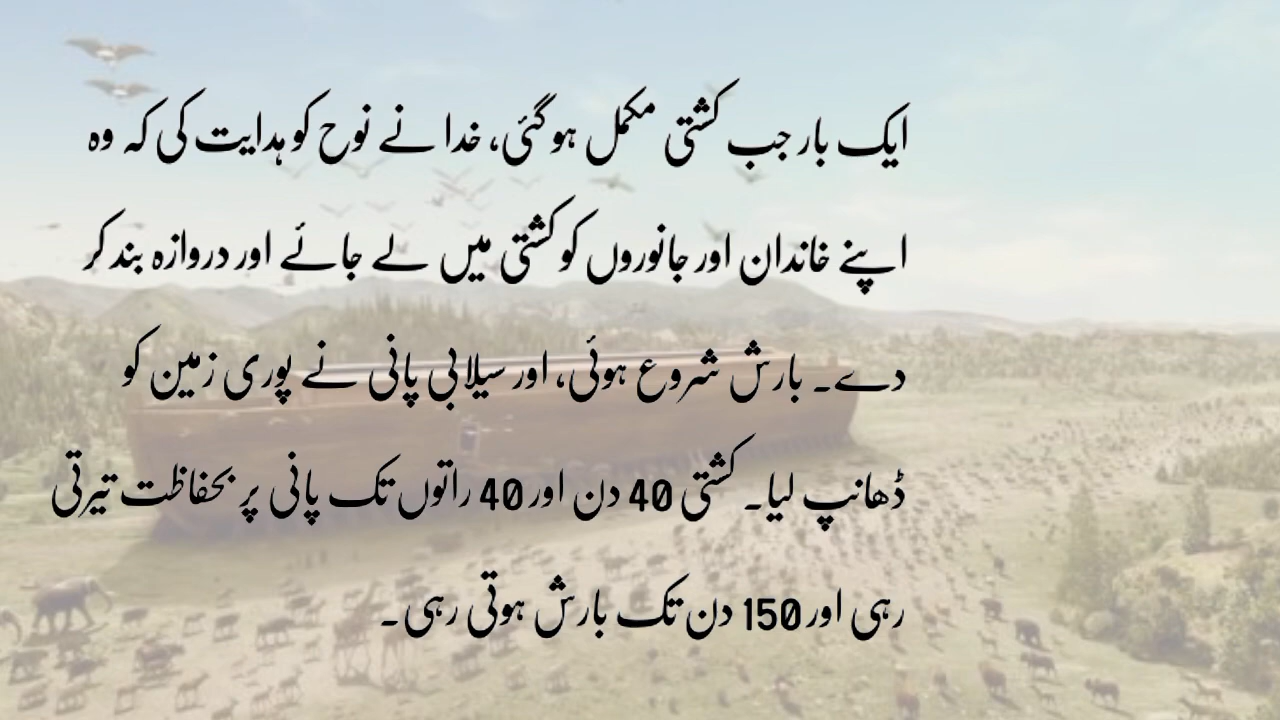 ایک بار جب کشتی مکمل ہو گئی، خدا نے نوح کو ہدایت کی کہ وہ
اپنے خاندان اور جانوروں کو کشتی میں لے جائے اور دروازہ بند کر
دے۔ بارش شروع ہوئی، اور سیلابی پانی نے پوری زمین کو
ڈھانپ لیا۔ کشتی 40 دن اور 40 راتوں تک پانی پر بحفاظت تیرتی
رہی اور 150 دن تک بارش ہوتی رہی۔